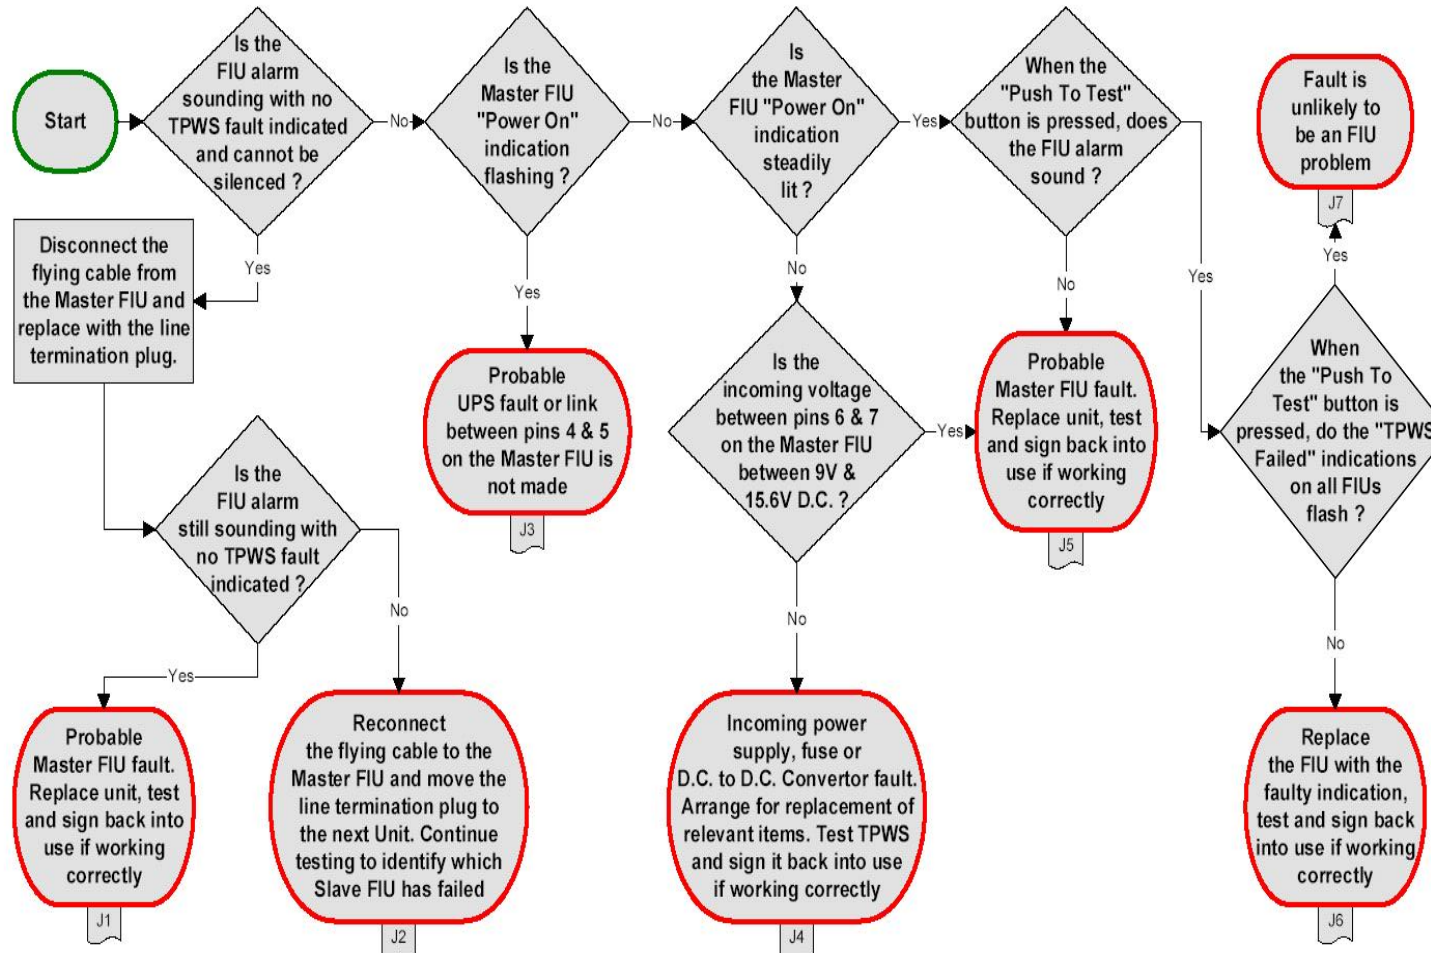 Start
Is the
FIU alarm
sounding with no
TPWS fault indicated
and cannot be
silenced ?
No
Is the
Master FIU
"Power On"
indication
flashing ?
No
Is
the Master
FIU "Power On"
indication
steadily
lit ?
Yes
When the
"Push To Test"
button is pressed, does
the FIU alarm
sound ?
Fault is
unlikely to
be an FIU
problem
J7
Yes
Disconnect the
flying cable from
the Master FIU and
replace with the line
termination plug.
Yes
Yes
No
No
Yes
Probable
UPS fault or link
between pins 4 & 5
on the Master FIU is
not made
J3
Is the
incoming voltage
between pins 6 & 7
on the Master FIU
between 9V &
15.6V D.C. ?
Yes
Probable
Master FIU fault.
Replace unit, test
and sign back into
use if working
correctly
J5
When
the "Push To
Test" button is
pressed, do the "TPWS
Failed" indications
on all FIUs
flash ?
Is the
FIU alarm
still sounding with
no TPWS fault
indicated ?
No
Yes
No
No
Probable
Master FIU fault.
Replace unit, test
and sign back into
use if working
correctly
J1
Reconnect
the flying cable to the
Master FIU and move the
line termination plug to
the next Unit. Continue
testing to identify which
Slave FIU has failed
J2
Incoming power
supply, fuse or
D.C. to D.C. Convertor fault.
Arrange for replacement of
relevant items. Test TPWS
and sign it back into use
if working correctly
J4
Replace
the FIU with the
faulty indication,
test and sign back
into use if working
correctly
J6